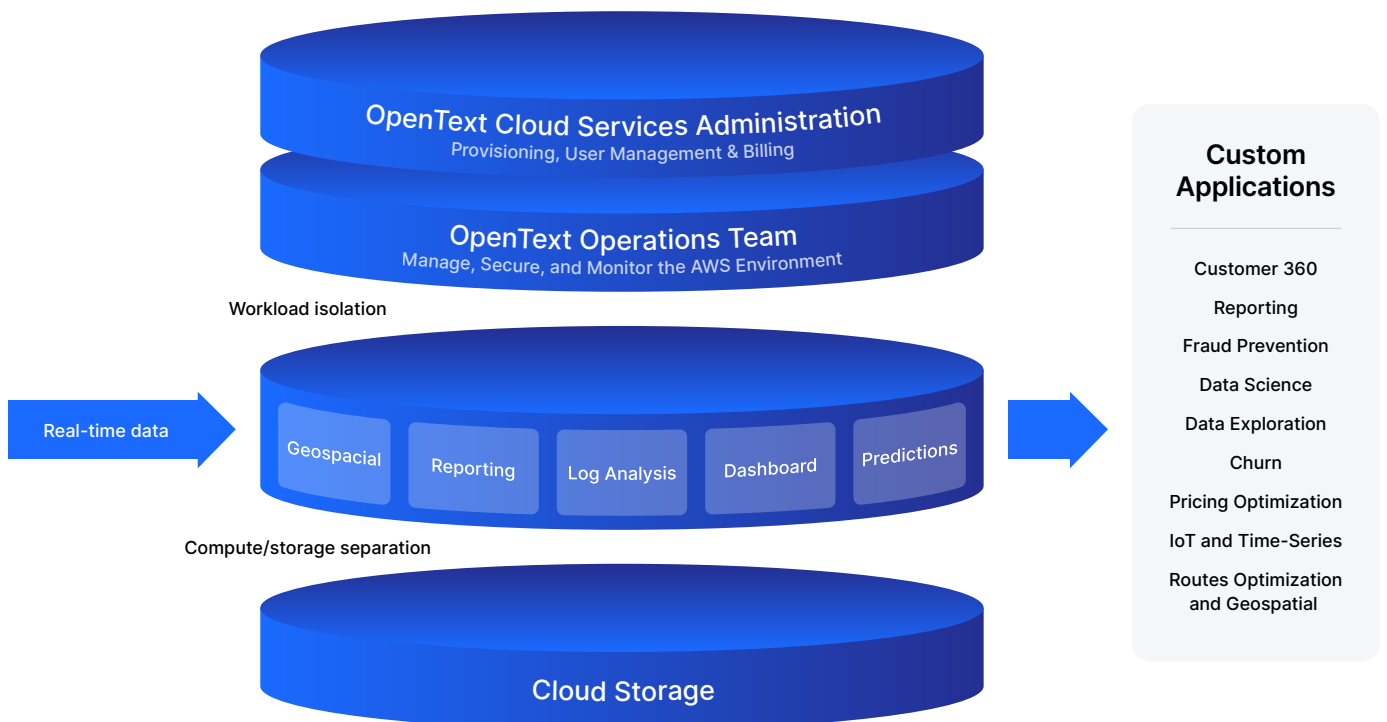 OpenText Cloud Services Administration
Provisioning, User Management & Billing
OpenText Operations Team
Manage, Secure, and Monitor the AWS Environment
Workload isolation
Real-time data
Geospacial
Reporting
Log Analysis
Dashboard
Predictions
Compute/storage separation
Cloud Storage
Custom
Applications
Customer 360
Reporting
Fraud Prevention
Data Science
Data Exploration
Churn
Pricing Optimization
IoT and Time-Series
Routes Optimization
and Geospatial